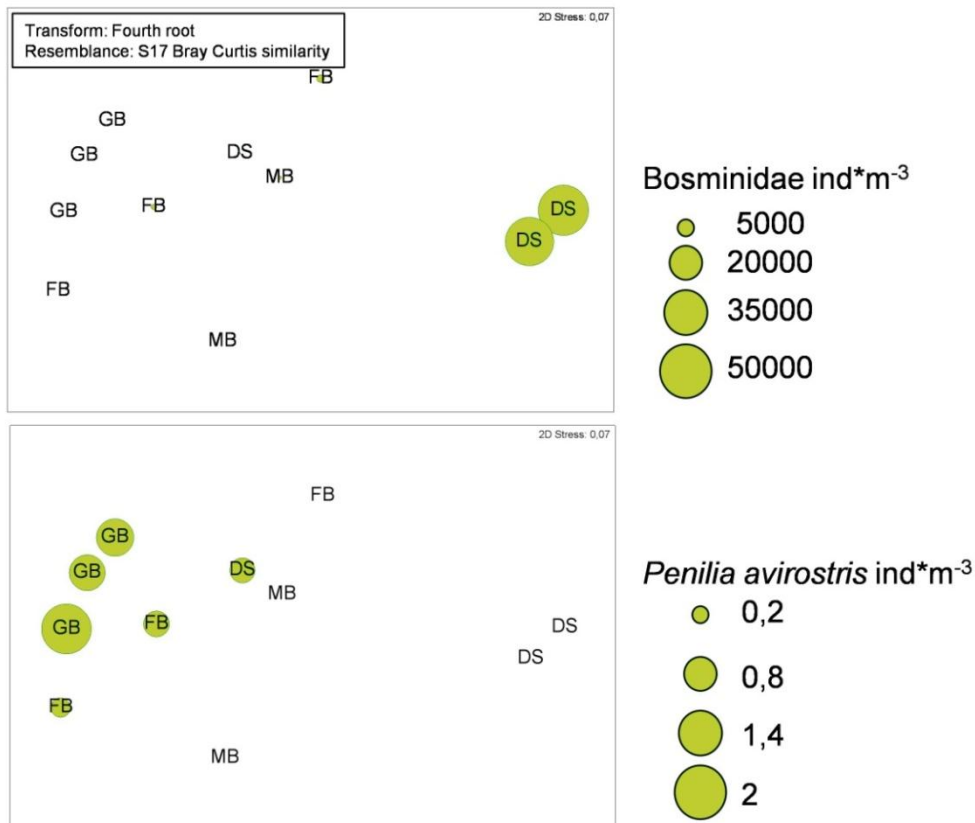 2D Stress: 0,07
Transform: Fourth root
Resemblance: S17 Bray Curtis similarity
FB
GB
GB
DS
MB
GB
FB
DS
DS
FB
MB
Bosminidae ind*m-3
5000
20000
35000
50000
2D Stress: 0,07
FB
GB
GB
DS
MB
GB
FB
DS
DS
FB
MB
Penilia avirostris ind*m-3
0,2
0,8
1,4
2